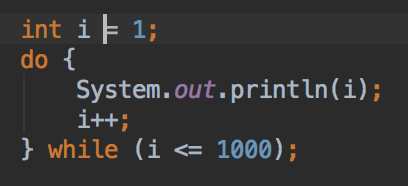 int i = 1;
do {
    System.out.println(i);
    i++;
} while (i <= 1000);